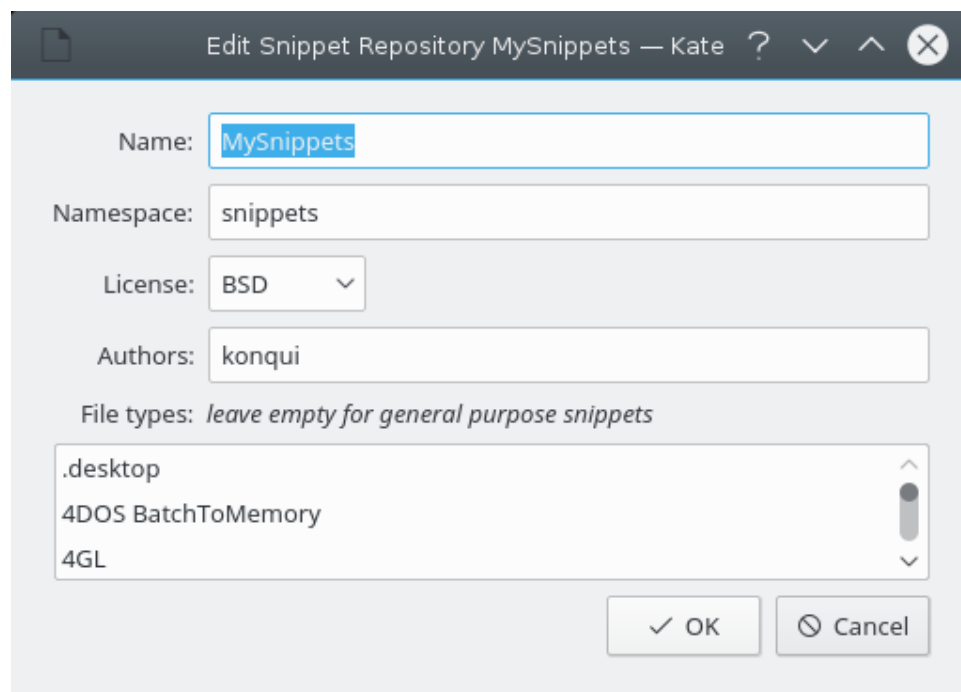 Edit Snippet Repository MySnippets — Kate ?
Name: MySnippets
Namespace: snippets
License: BSD
Authors: konqui
File types: leave empty for general purpose snippets
.desktop
4DOS BatchToMemory
4GL
OK Cancel